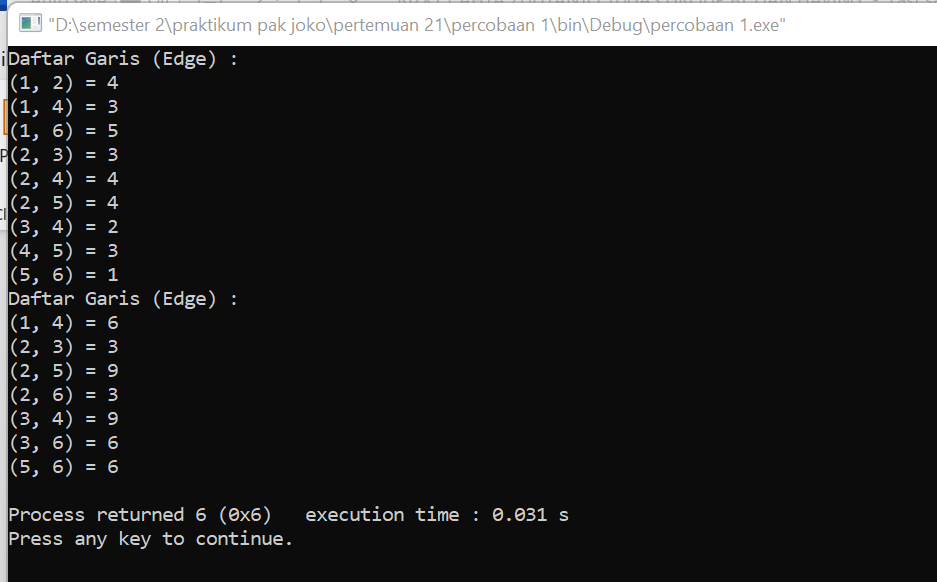 "D:\semester 2\praktikum pak joko\pertemuan 21\percobaan 1\bin\Debug\percobaan 1.exe"
Daftar Garis (Edge) :
(1, 2) = 4
(1, 4) = 3
(1, 6) = 5
(2, 3) = 3
(2, 4) = 4
(2, 5) = 4
(3, 4) = 2
(4, 5) = 3
(5, 6) = 1
Daftar Garis (Edge) :
(1, 4) = 6
(2, 3) = 3
(2, 5) = 9
(2, 6) = 3
(3, 4) = 9
(3, 6) = 6
(5, 6) = 6
Process returned 6 (0x6)   execution time : 0.031 s
Press any key to continue.